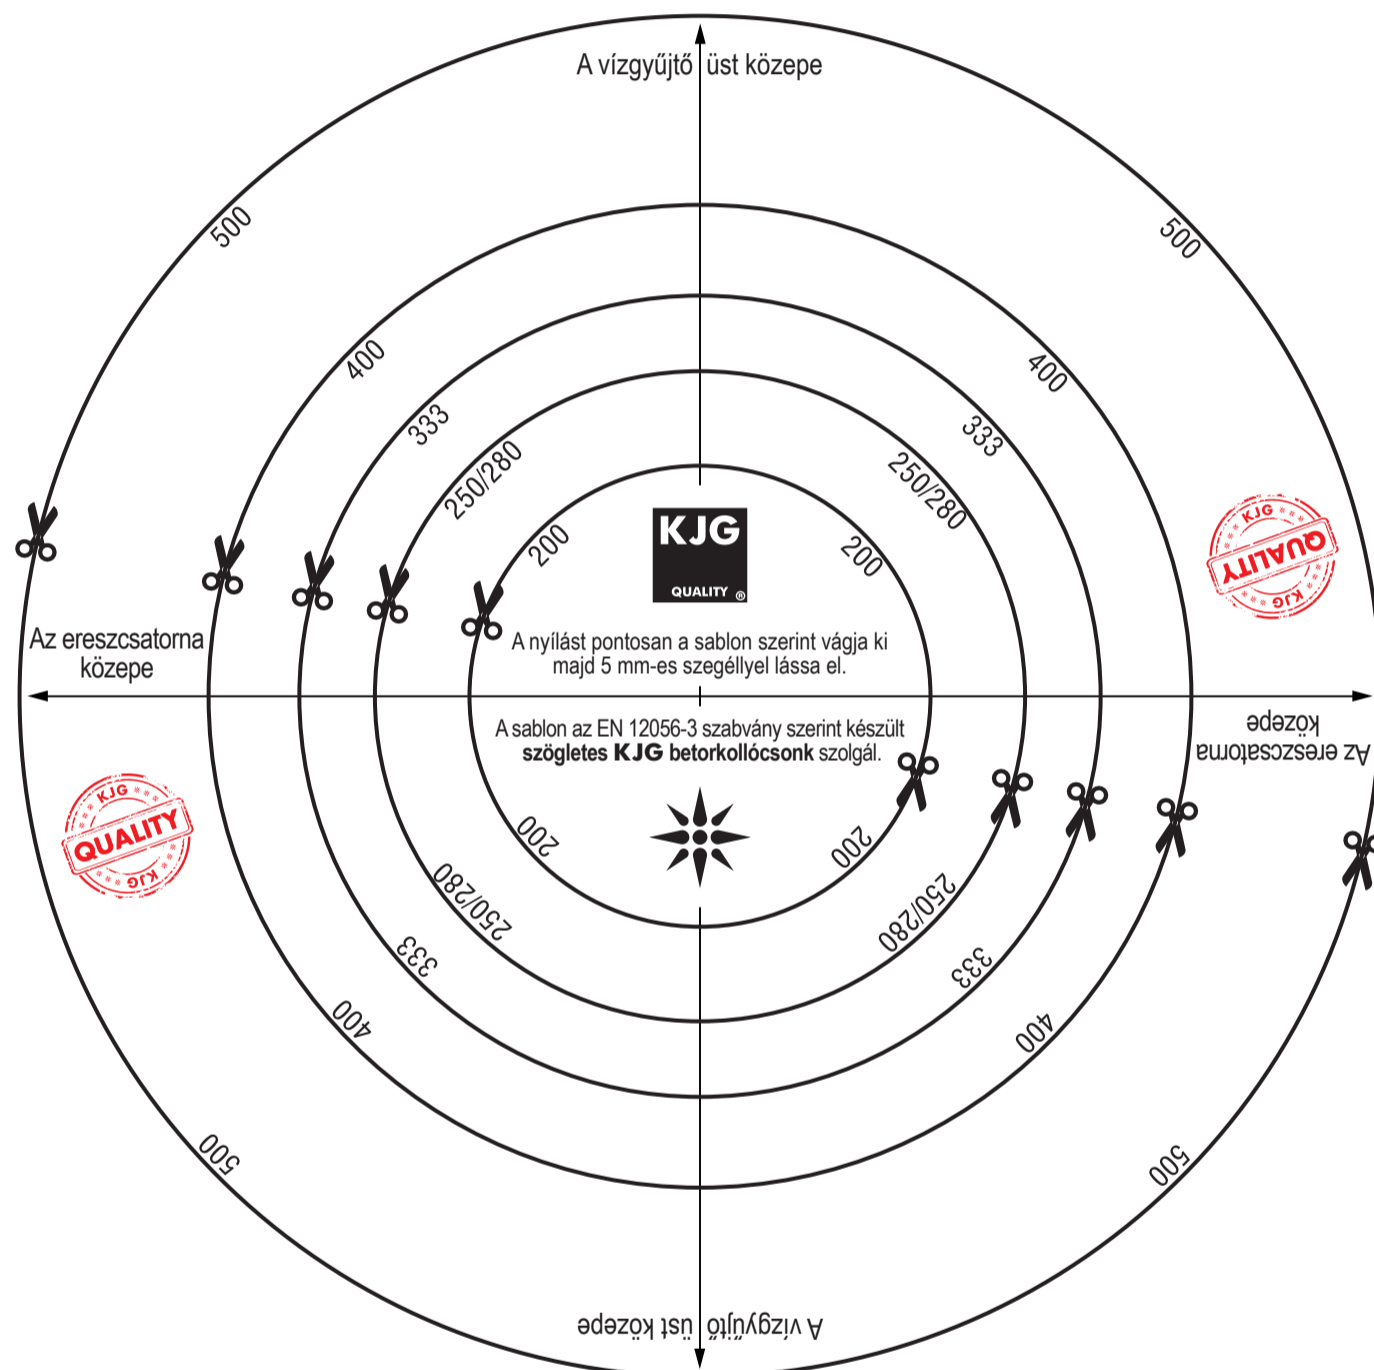 A vízgyűjtő üst közepe
500
500
400
400
333
333
250/280
250/280
200
200
KJG
QUALITY ®
KJG
QUALITY
KJG
A nyílást pontosan a sablon szerint vágja ki
majd 5 mm-es szegéllyel lássa el.
Az ereszcsatorna
közepe
Az ereszcsatorna
közepe
A sablon az EN 12056-3 szabvány szerint készült
szögletes KJG betorkollócsonk szolgál.
KJG
QUALITY
KJG
200
200
250/280
250/280
333
333
400
400
500
500
A vízgyűjtő üst közepe